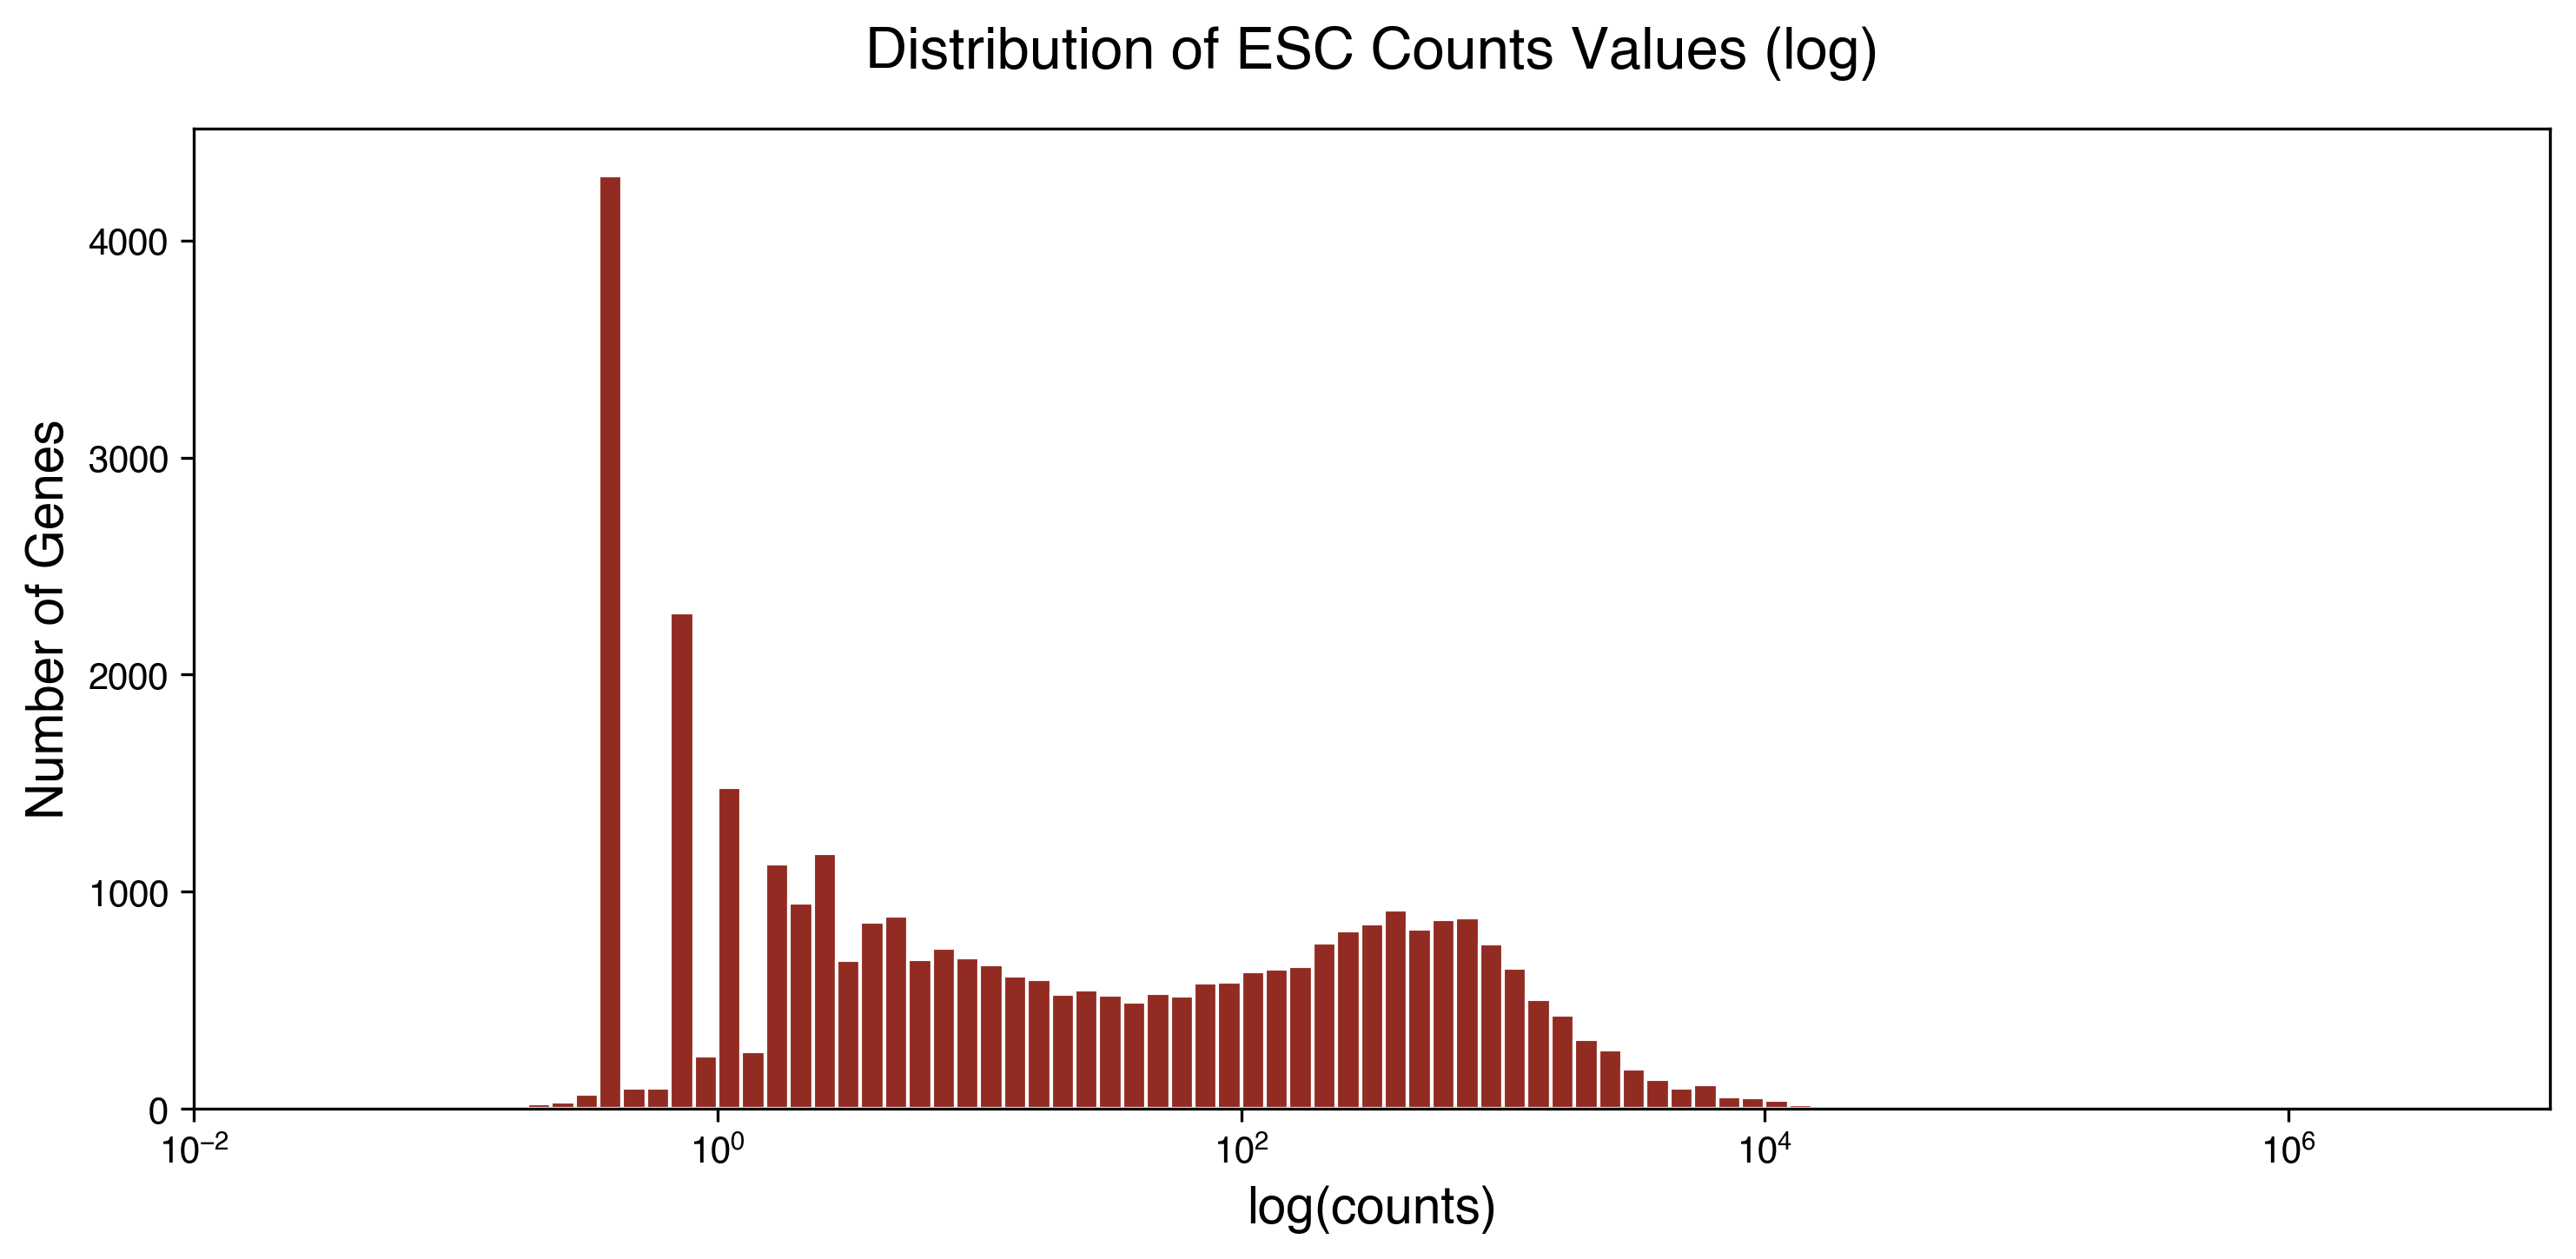 Distribution of ESC Counts Values (log)
Number of Genes
4000
3000
2000
1000
0
10⁻² 10⁰ 10² 10⁴ 10⁶
log(counts)